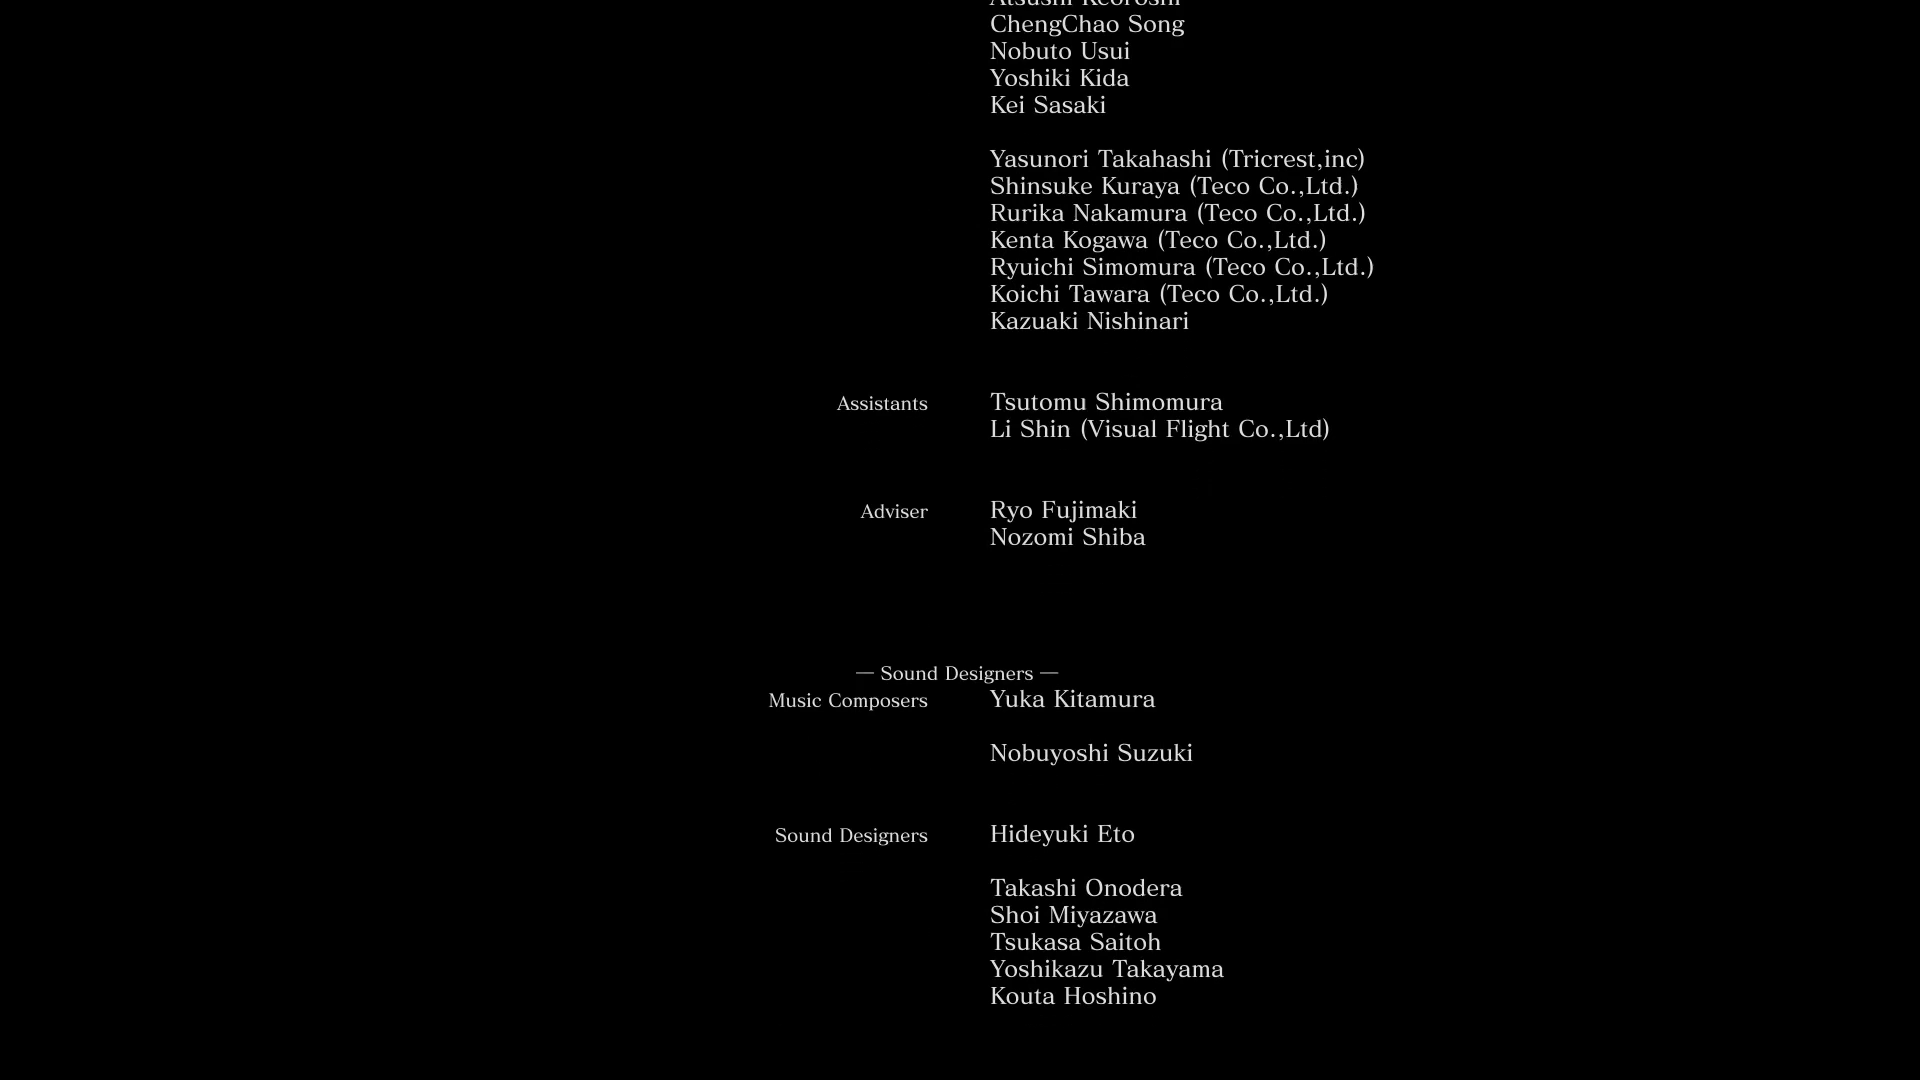 ChengChao Song
Nobuto Usui
Yoshiki Kida
Kei Sasaki
Yasunori Takahashi (Tricrest,inc)
Shinsuke Kuraya (Teco Co.,Ltd.)
Rurika Nakamura (Teco Co.,Ltd.)
Kenta Kogawa (Teco Co.,Ltd.)
Ryuichi Simomura (Teco Co.,Ltd.)
Koichi Tawara (Teco Co.,Ltd.)
Kazuaki Nishinari
Assistants Tsutomu Shimomura
Li Shin (Visual Flight Co.,Ltd)
Adviser Ryo Fujimaki
Nozomi Shiba
— Sound Designers —
Music Composers Yuka Kitamura
Nobuyoshi Suzuki
Sound Designers Hideyuki Eto
Takashi Onodera
Shoi Miyazawa
Tsukasa Saitoh
Yoshikazu Takayama
Kouta Hoshino